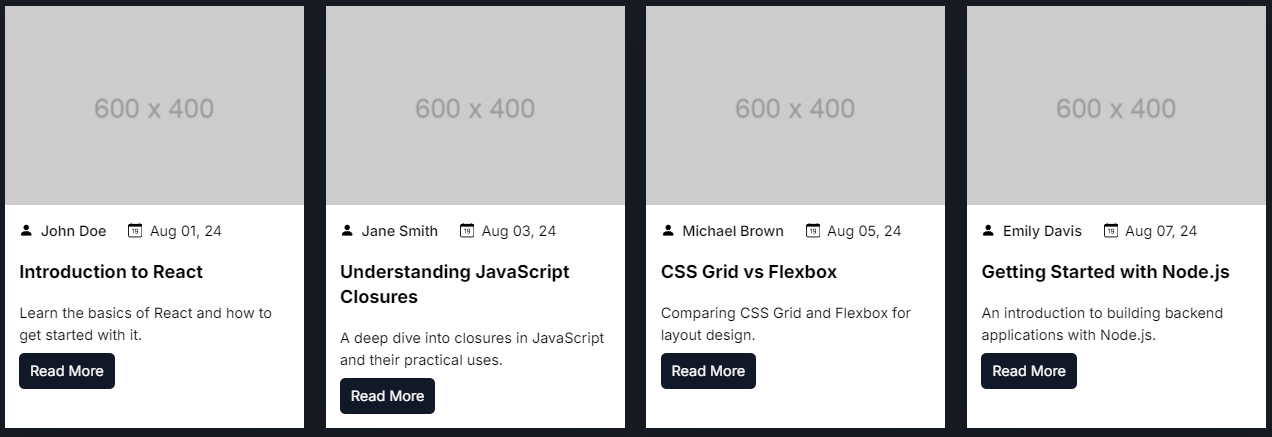 600 x 400
John Doe Aug 01, 24
Introduction to React
Learn the basics of React and how to
get started with it.
Read More
600 x 400
Jane Smith Aug 03, 24
Understanding JavaScript
Closures
A deep dive into closures in JavaScript
and their practical uses.
Read More
600 x 400
Michael Brown Aug 05, 24
CSS Grid vs Flexbox
Comparing CSS Grid and Flexbox for
layout design.
Read More
600 x 400
Emily Davis Aug 07, 24
Getting Started with Node.js
An introduction to building backend
applications with Node.js.
Read More